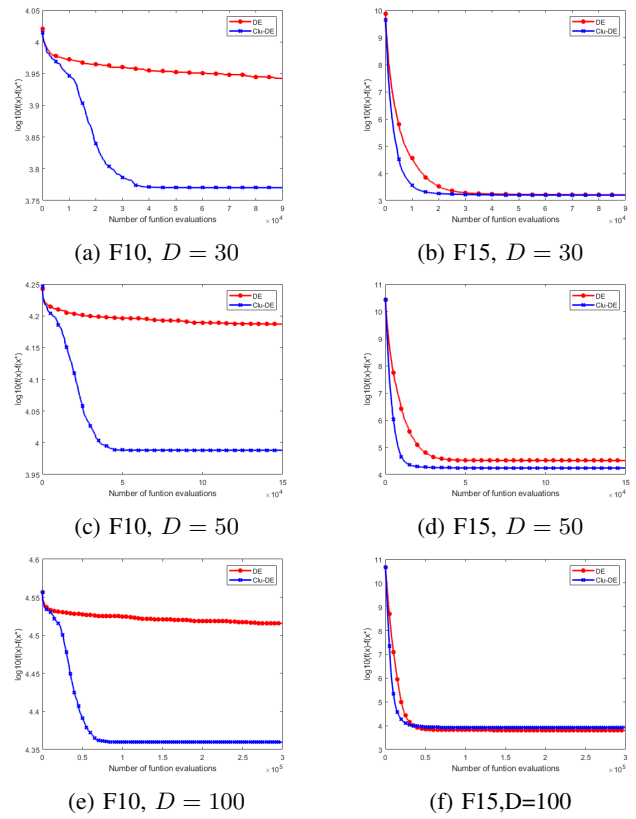 4.05
4
3.95
3.9
3.85
3.8
3.75
log10(f(x)-f(x*)
DE
Clu-DE
0 1 2 3 4 5 6 7 8 9
Number of funtion evaluations
×10^4
(a) F10, D = 30
10
9
8
7
6
5
4
3
log10(f(x)-f(x*)
DE
Clu-DE
0 1 2 3 4 5 6 7 8 9
Number of funtion evaluations
×10^4
(b) F15, D = 30
4.25
4.2
4.15
4.1
4.05
4
3.95
log10(f(x)-f(x*)
DE
Clu-DE
0 5 10 15
Number of funtion evaluations
×10^4
(c) F10, D = 50
11
10
9
8
7
6
5
4
log10(f(x)-f(x*)
DE
Clu-DE
0 5 10 15
Number of funtion evaluations
×10^4
(d) F15, D = 50
4.6
4.55
4.5
4.45
4.4
4.35
log10(f(x)-f(x*)
DE
Clu-DE
0 0.5 1 1.5 2 2.5 3
Number of funtion evaluations
×10^5
(e) F10, D = 100
11
10
9
8
7
6
5
4
3
log10(f(x)-f(x*)
DE
Clu-DE
0 0.5 1 1.5 2 2.5 3
Number of funtion evaluations
×10^5
(f) F15,D=100